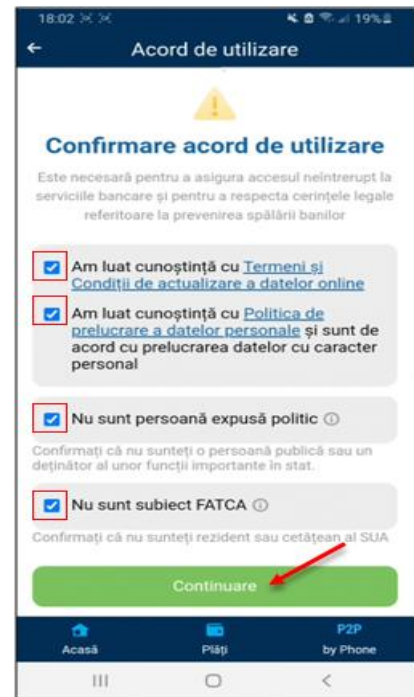 18:02
19%
Acord de utilizare
Confirmare acord de utilizare
Este necesară pentru a asigura accesul neîntrerupt la
serviciile bancare și pentru a respecta cerințele legale
referitoare la prevenirea spălării banilor
Am luat cunoștință cu Termeni și
Condiții de actualizare a datelor online
Am luat cunoștință cu Politica de
prelucrare a datelor personale și sunt de
acord cu prelucrarea datelor cu caracter
personal
Nu sunt persoană expusă politic
Confirmați că nu sunteți o persoană publică sau un
deținător al unor funcții importante în stat.
Nu sunt subiect FATCA
Confirmați că nu sunteți rezident sau cetățean al SUA
Continuare
P2P
Acasă Plăți by Phone